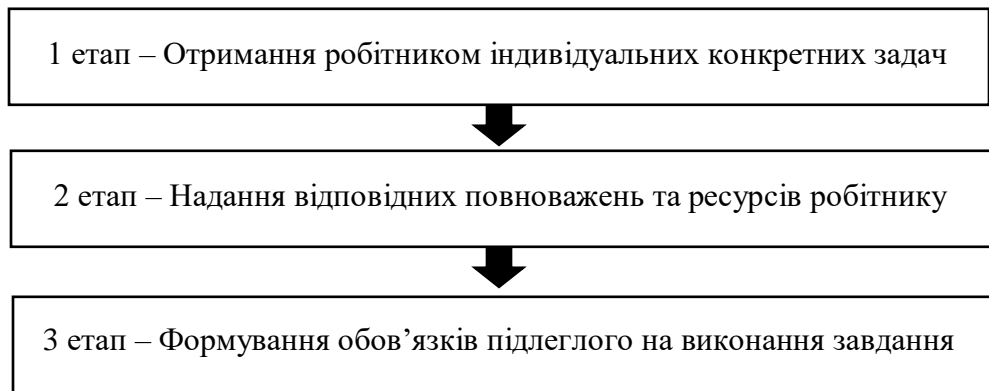 1 етап – Отримання робітником індивідуальних конкретних задач
2 етап – Надання відповідних повноважень та ресурсів робітнику
3 етап – Формування обов’язків підлеглого на виконання завдання